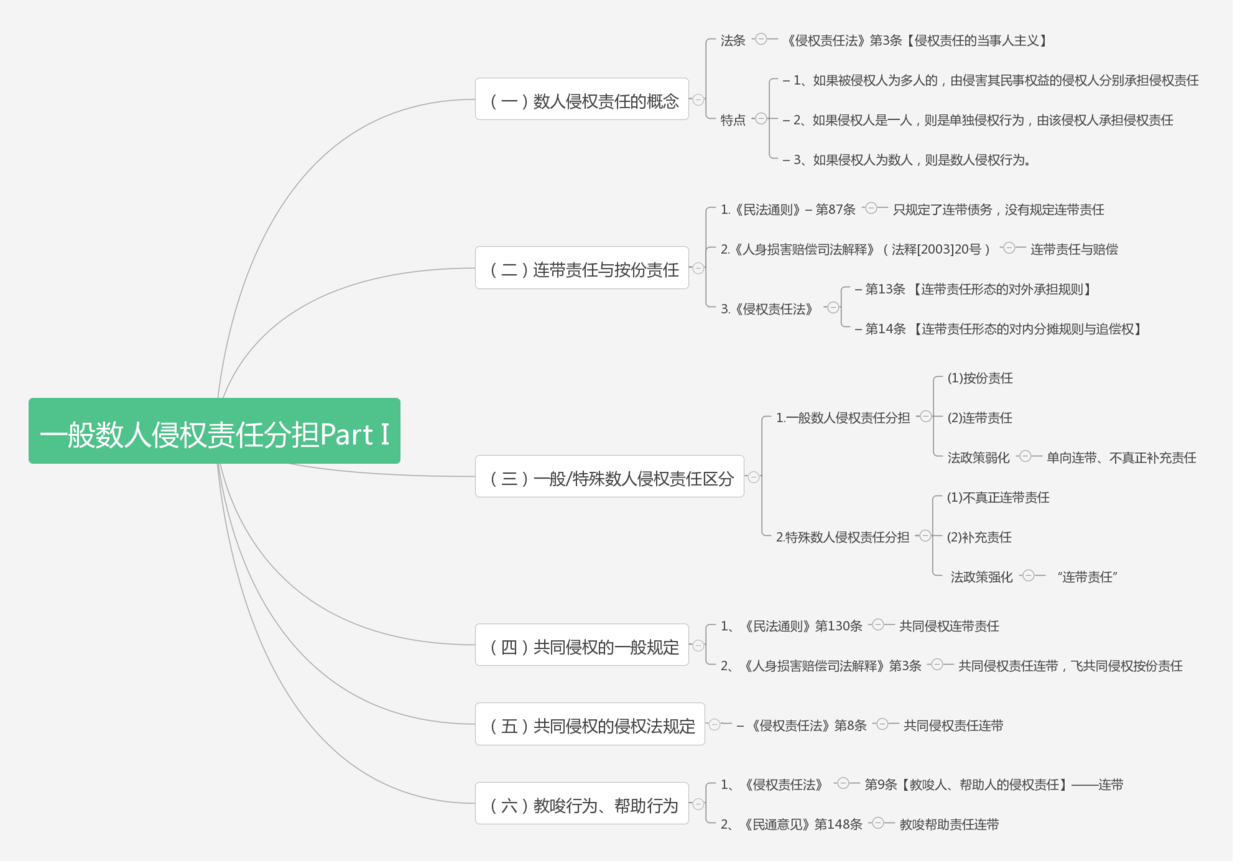 一般数人侵权责任分担Part I
（一）数人侵权责任的概念
法条
《侵权责任法》第3条【侵权责任的当事人主义】
特点
– 1、如果被侵权人为多人的，由侵害其民事权益的侵权人分别承担侵权责任
– 2、如果侵权人是一人，则是单独侵权行为，由该侵权人承担侵权责任
– 3、如果侵权人为数人，则是数人侵权行为。
（二）连带责任与按份责任
1.《民法通则》– 第87条
只规定了连带债务，没有规定连带责任
2.《人身损害赔偿司法解释》（法释[2003]20号）
连带责任与赔偿
3.《侵权责任法》
– 第13条 【连带责任形态的对外承担规则】
– 第14条 【连带责任形态的对内分摊规则与追偿权】
（三）一般/特殊数人侵权责任区分
1.一般数人侵权责任分担
(1)按份责任
(2)连带责任
法政策弱化
单向连带、不真正补充责任
2.特殊数人侵权责任分担
(1)不真正连带责任
(2)补充责任
法政策强化
“连带责任”
（四）共同侵权的一般规定
1、《民法通则》第130条
共同侵权连带责任
2、《人身损害赔偿司法解释》第3条
共同侵权责任连带，飞共同侵权按份责任
（五）共同侵权的侵权法规定
– 《侵权责任法》第8条
共同侵权责任连带
（六）教唆行为、帮助行为
1、《侵权责任法》
第9条【教唆人、帮助人的侵权责任】——连带
2、《民通意见》第148条
教唆帮助责任连带